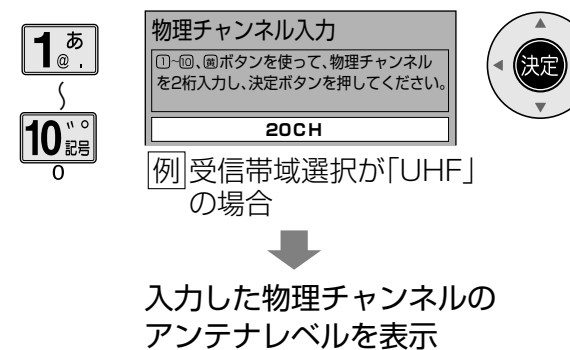 1 あ
@ .
〜
10 ゛゜
記号
0
物理チャンネル入力
1~10、黄ボタンを使って、物理チャンネル
を2桁入力し、決定ボタンを押してください。
20CH
決定
例 受信帯域選択が「UHF」
の場合
入力した物理チャンネルの
アンテナレベルを表示